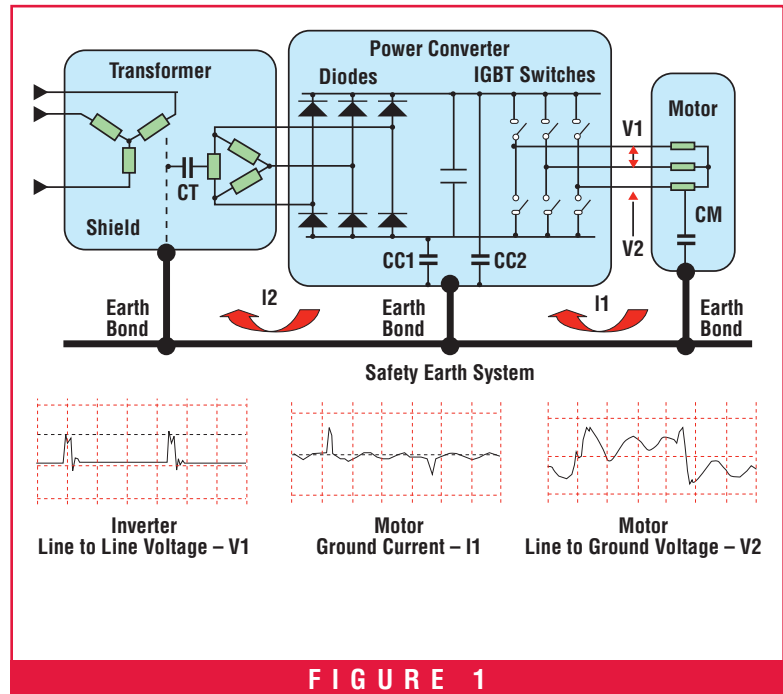 Power Converter
Transformer
Diodes
IGBT Switches
Motor
V1
CT
CM
Shield
V2
CC1
CC2
Earth
Bond
I2
Earth
Bond
I1
Earth
Bond
Safety Earth System
Inverter
Line to Line Voltage – V1
Motor
Ground Current – I1
Motor
Line to Ground Voltage – V2
FIGURE 1